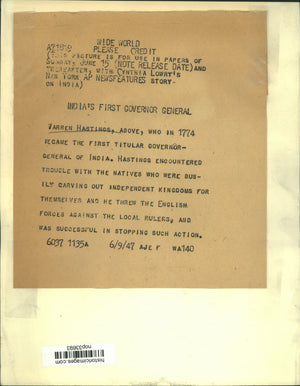 WIDE WORLD
A21819 PLEASE CREDIT
(THIS PICTURE IS FOR USE IN PAPERS OF
SUNDAY, JUNE 15 (NOTE RELEASE DATE) AND
THEREAFTER, WITH CYNTHIA LOWRY'S
NEW YORK AP NEWSFEATURES STORY
ON INDIA)
INDIA'S FIRST GOVERNOR GENERAL
WARREN HASTINGS, ABOVE, WHO IN 1774
BECAME THE FIRST TITULAR GOVERNOR-
GENERAL OF INDIA. HASTINGS ENCOUNTERED
TROUBLE WITH THE NATIVES WHO WERE BUS-
ILY CARVING OUT INDEPENDENT KINGDOMS FOR
THEMSELVES AND HE THREW THE ENGLISH
FORCES AGAINST THE LOCAL RULERS, AND
WAS SUCCESSFUL IN STOPPING SUCH ACTION.
6037 1135A 6/9/47 AJE F WA140
historicimages.com
nop33693